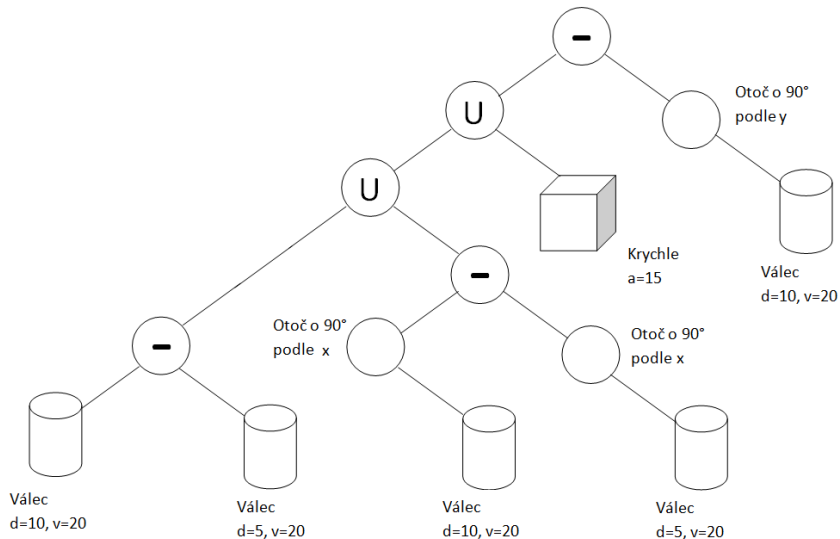 −
Otoč o 90°
podle y
U
U
Krychle
a=15
Válec
d=10, v=20
−
Otoč o 90°
podle x
Otoč o 90°
podle x
−
Válec
d=10, v=20
Válec
d=5, v=20
Válec
d=10, v=20
Válec
d=5, v=20